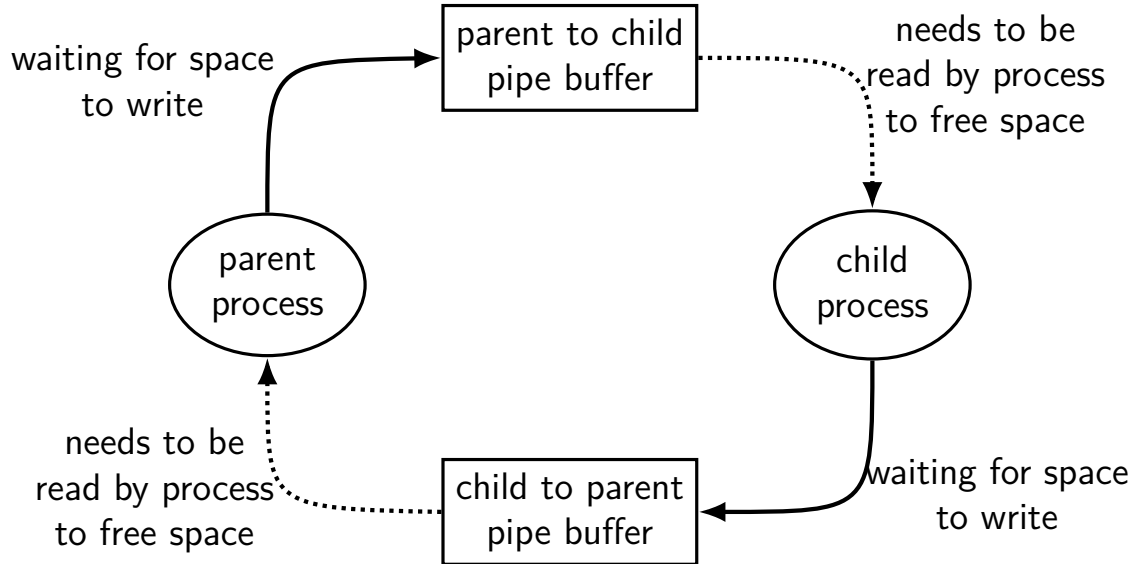 waiting for space
to write
parent to child
pipe buffer
needs to be
read by process
to free space
parent
process
child
process
needs to be
read by process
to free space
child to parent
pipe buffer
waiting for space
to write